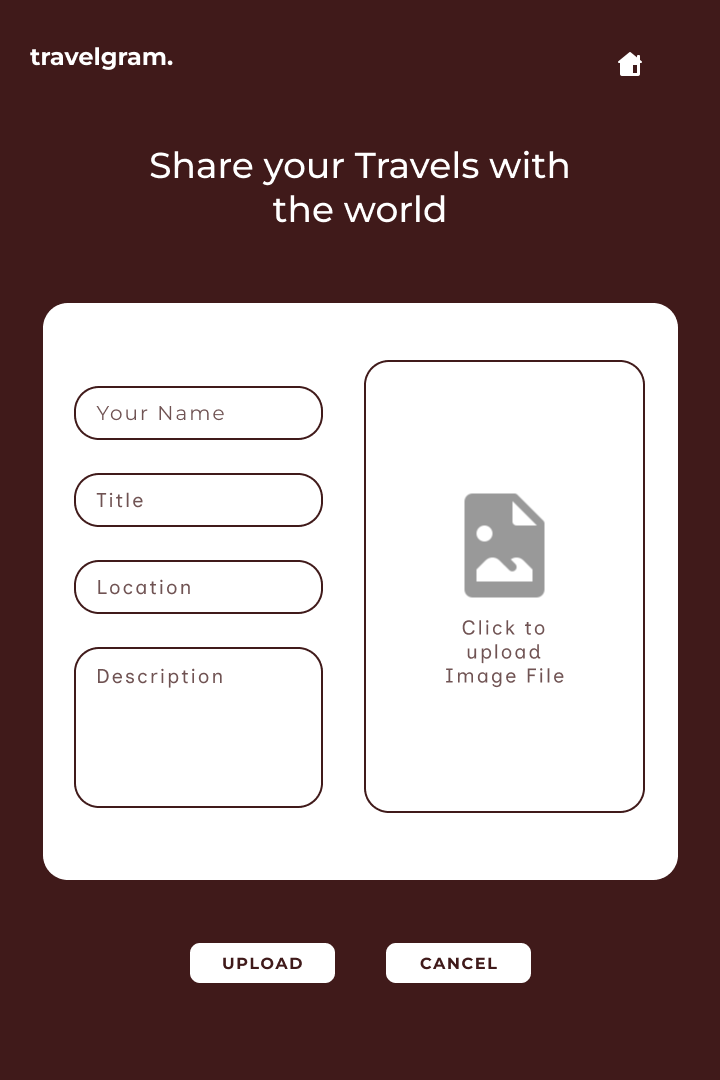 travelgram.
Share your Travels with
the world
Your Name
Title
Location
Description
Click to
upload
Image File
UPLOAD
CANCEL